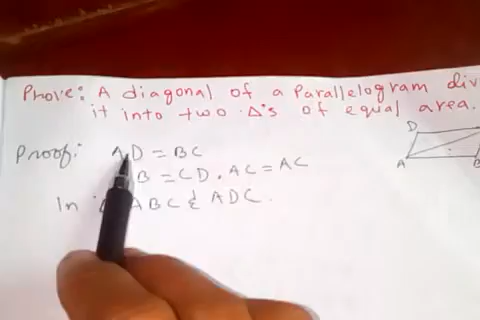 Prove: A diagonal of a Parallelogram
it into two Δ's of equal area.
Proof: AD = BC
B = CD, AC = AC
In ABC & ADC.
D
A